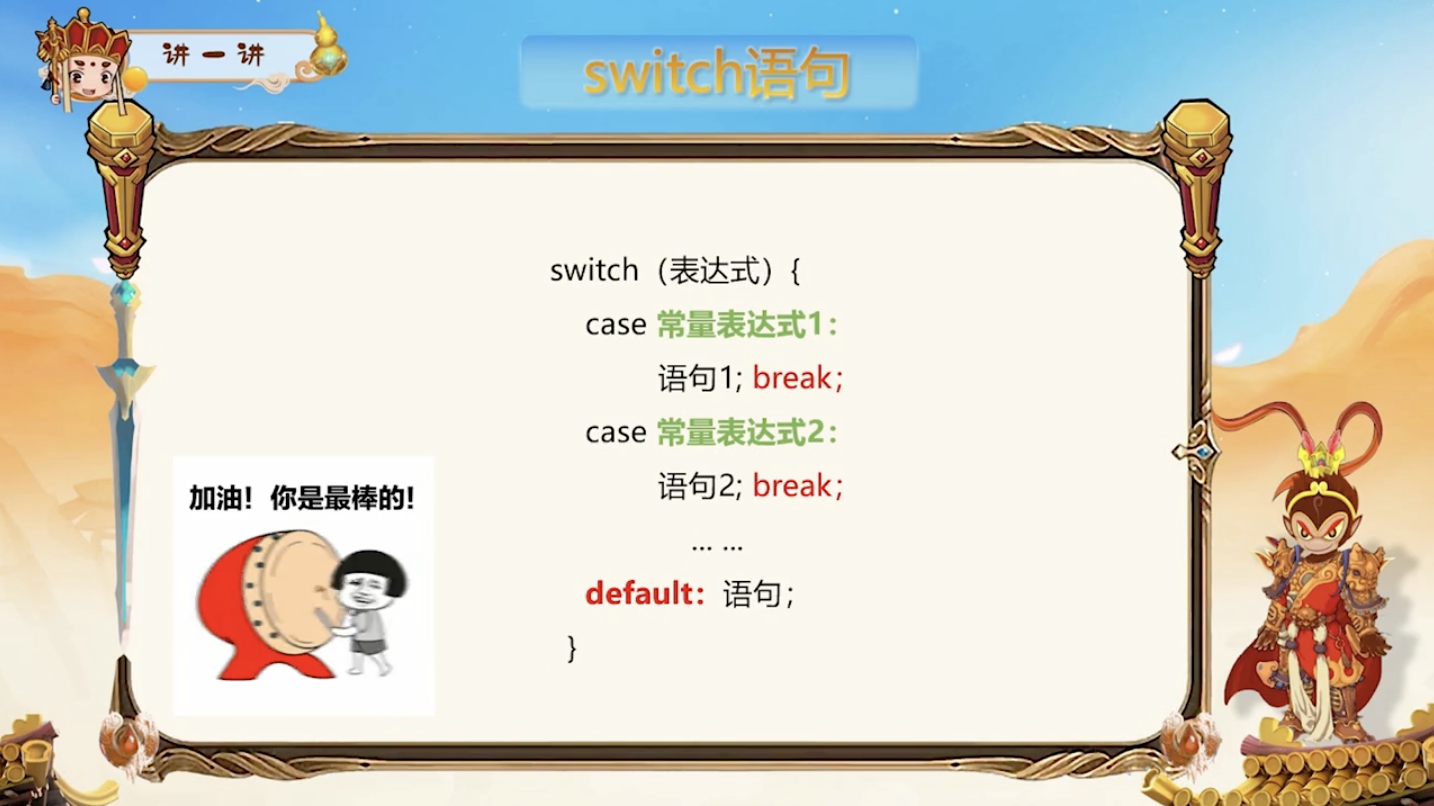 讲一讲
switch语句
switch（表达式）{
case 常量表达式1：
语句1; break；
case 常量表达式2：
语句2; break；
... ...
default：语句；
}
加油！你是最棒的!